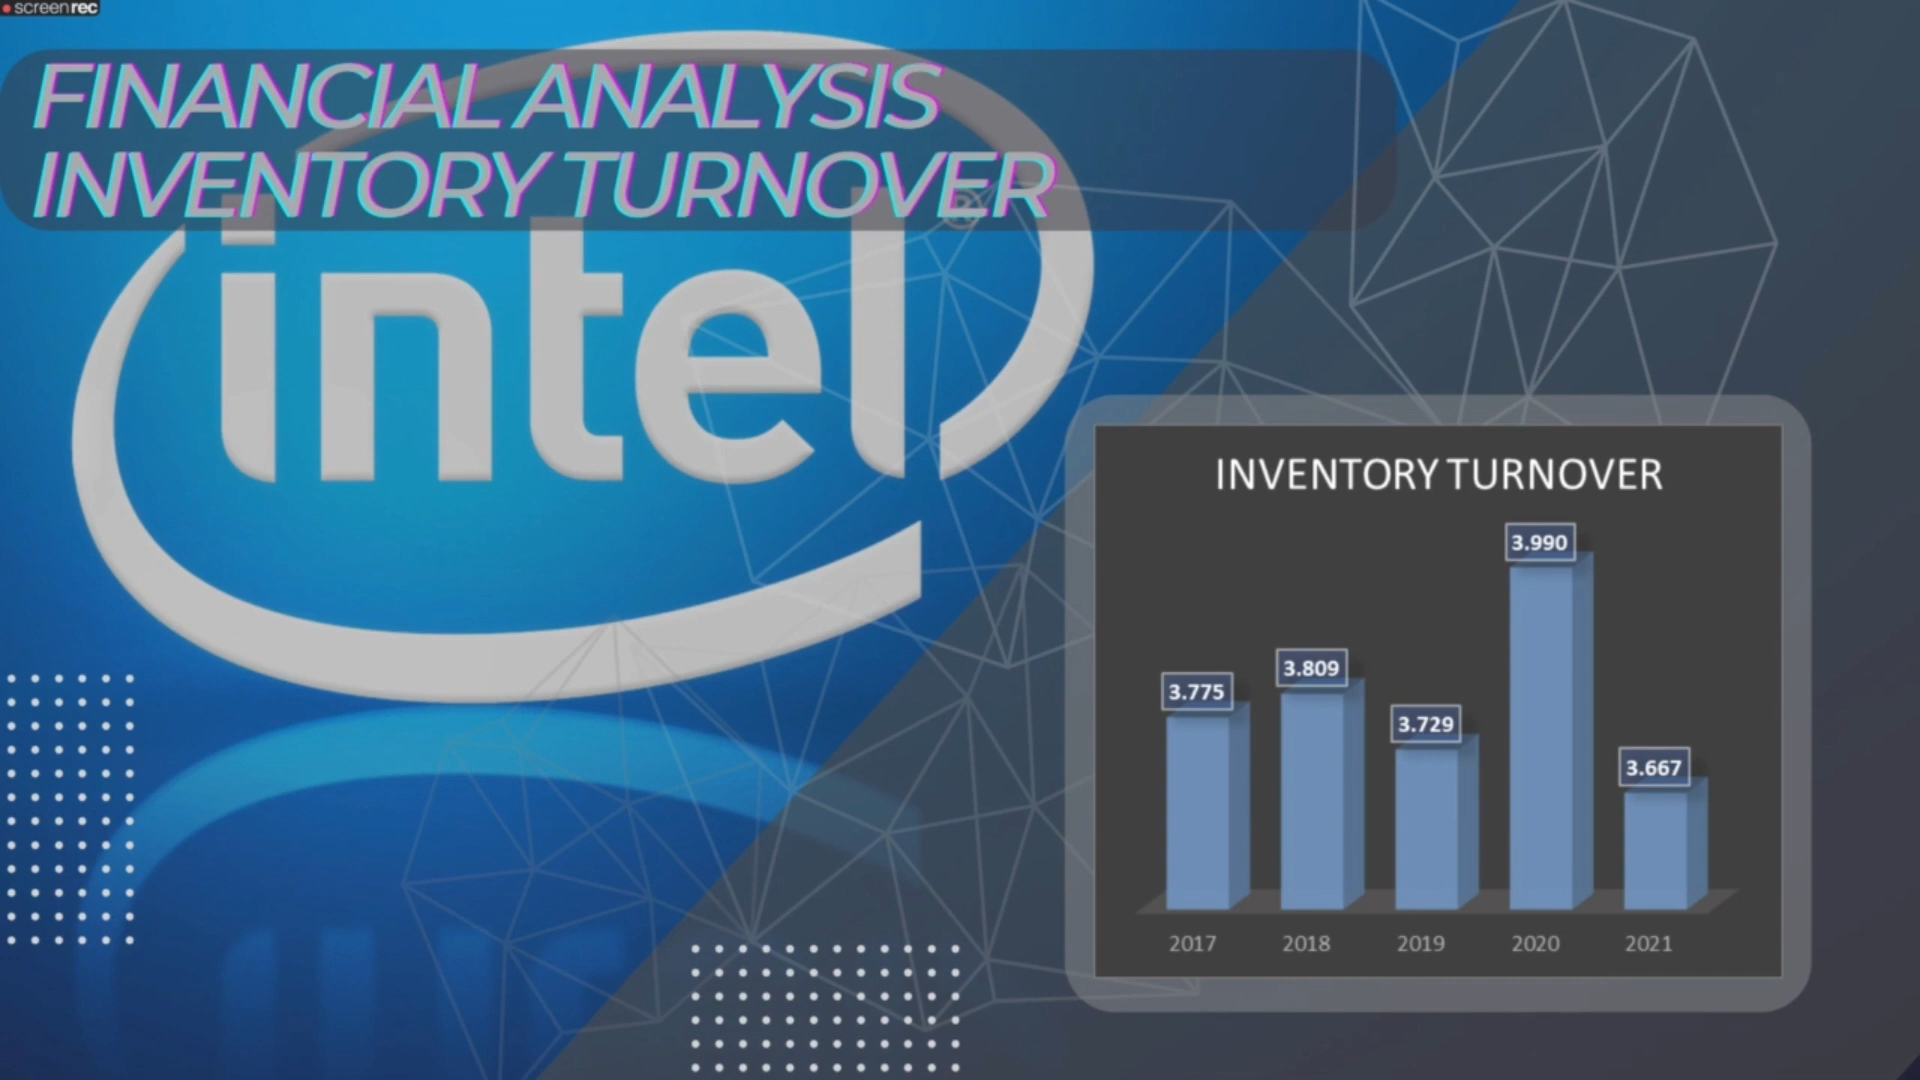 screenrec
FINANCIAL ANALYSIS
INVENTORY TURNOVER
intel
®
INVENTORY TURNOVER
3.990
3.809
3.775
3.729
3.667
2017 2018 2019 2020 2021